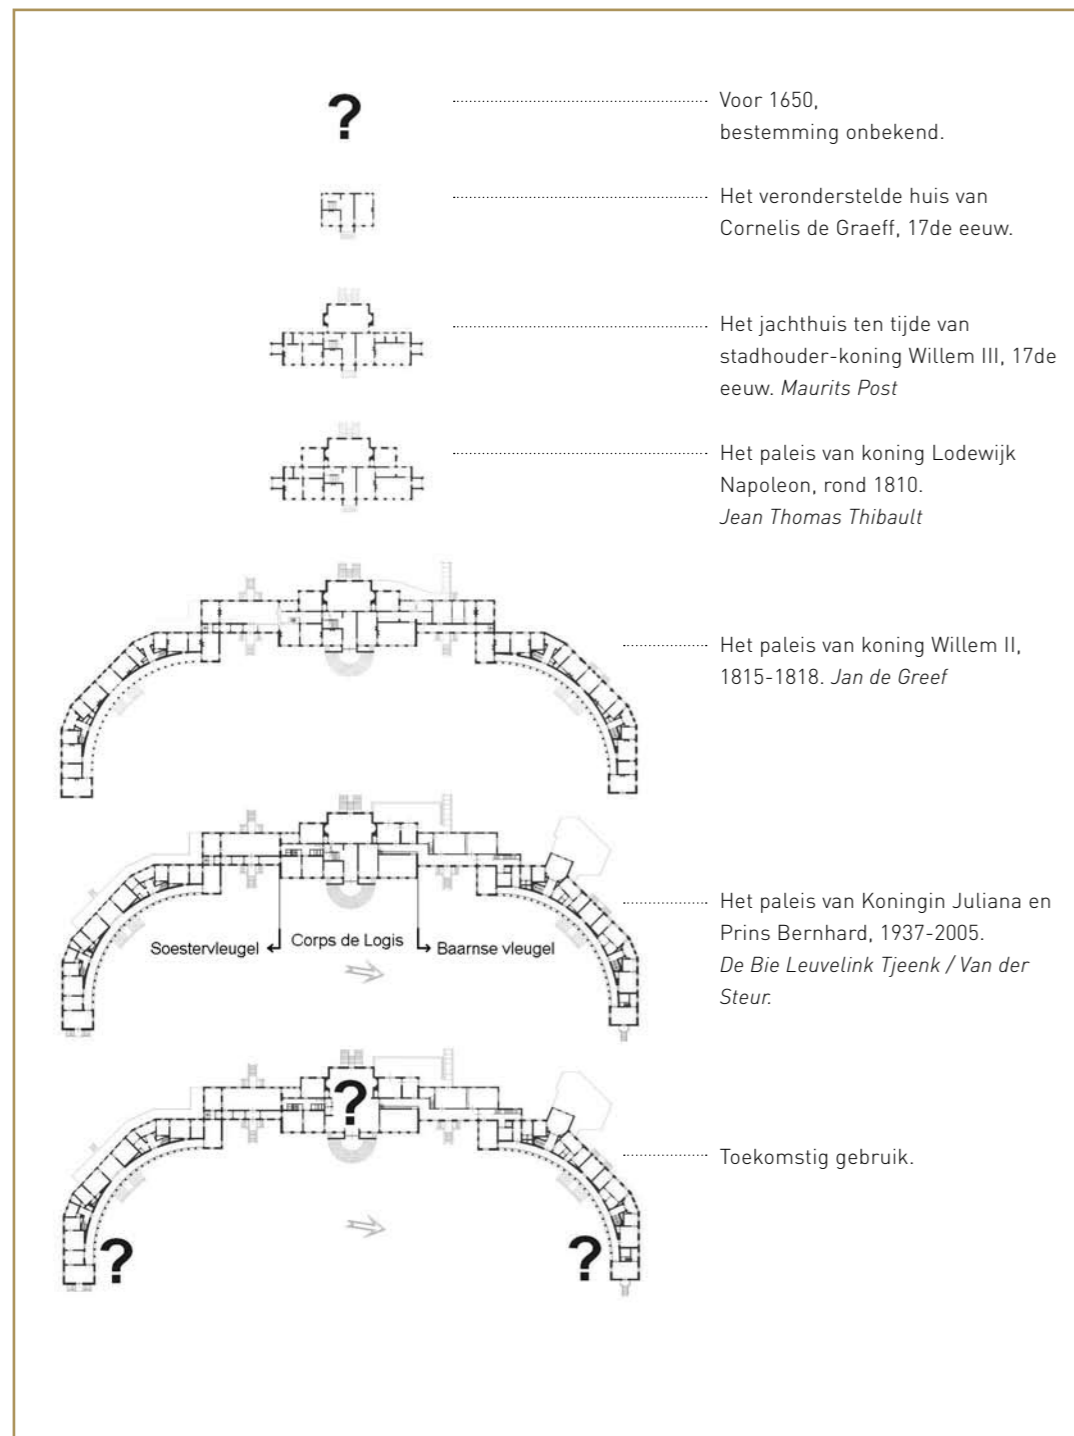 ?
Voor 1650,
bestemming onbekend.
Het veronderstelde huis van
Cornelis de Graeff, 17de eeuw.
Het jachthuis ten tijde van
stadhouder-koning Willem III, 17de
eeuw. Maurits Post
Het paleis van koning Lodewijk
Napoleon, rond 1810.
Jean Thomas Thibault
Het paleis van koning Willem II,
1815-1818. Jan de Greef
Soestervleugel
Corps de Logis
Baarnse vleugel
Het paleis van Koningin Juliana en
Prins Bernhard, 1937-2005.
De Bie Leuvelink Tjeenk / Van der
Steur.
?
Toekomstig gebruik.
?
?